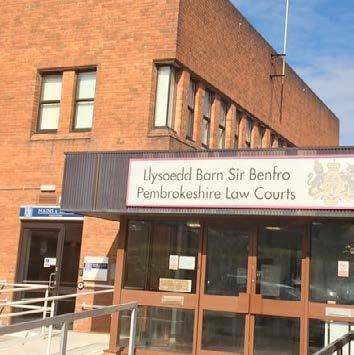 Llysoedd Barn Sir Benfro
Pembrokeshire Law Courts